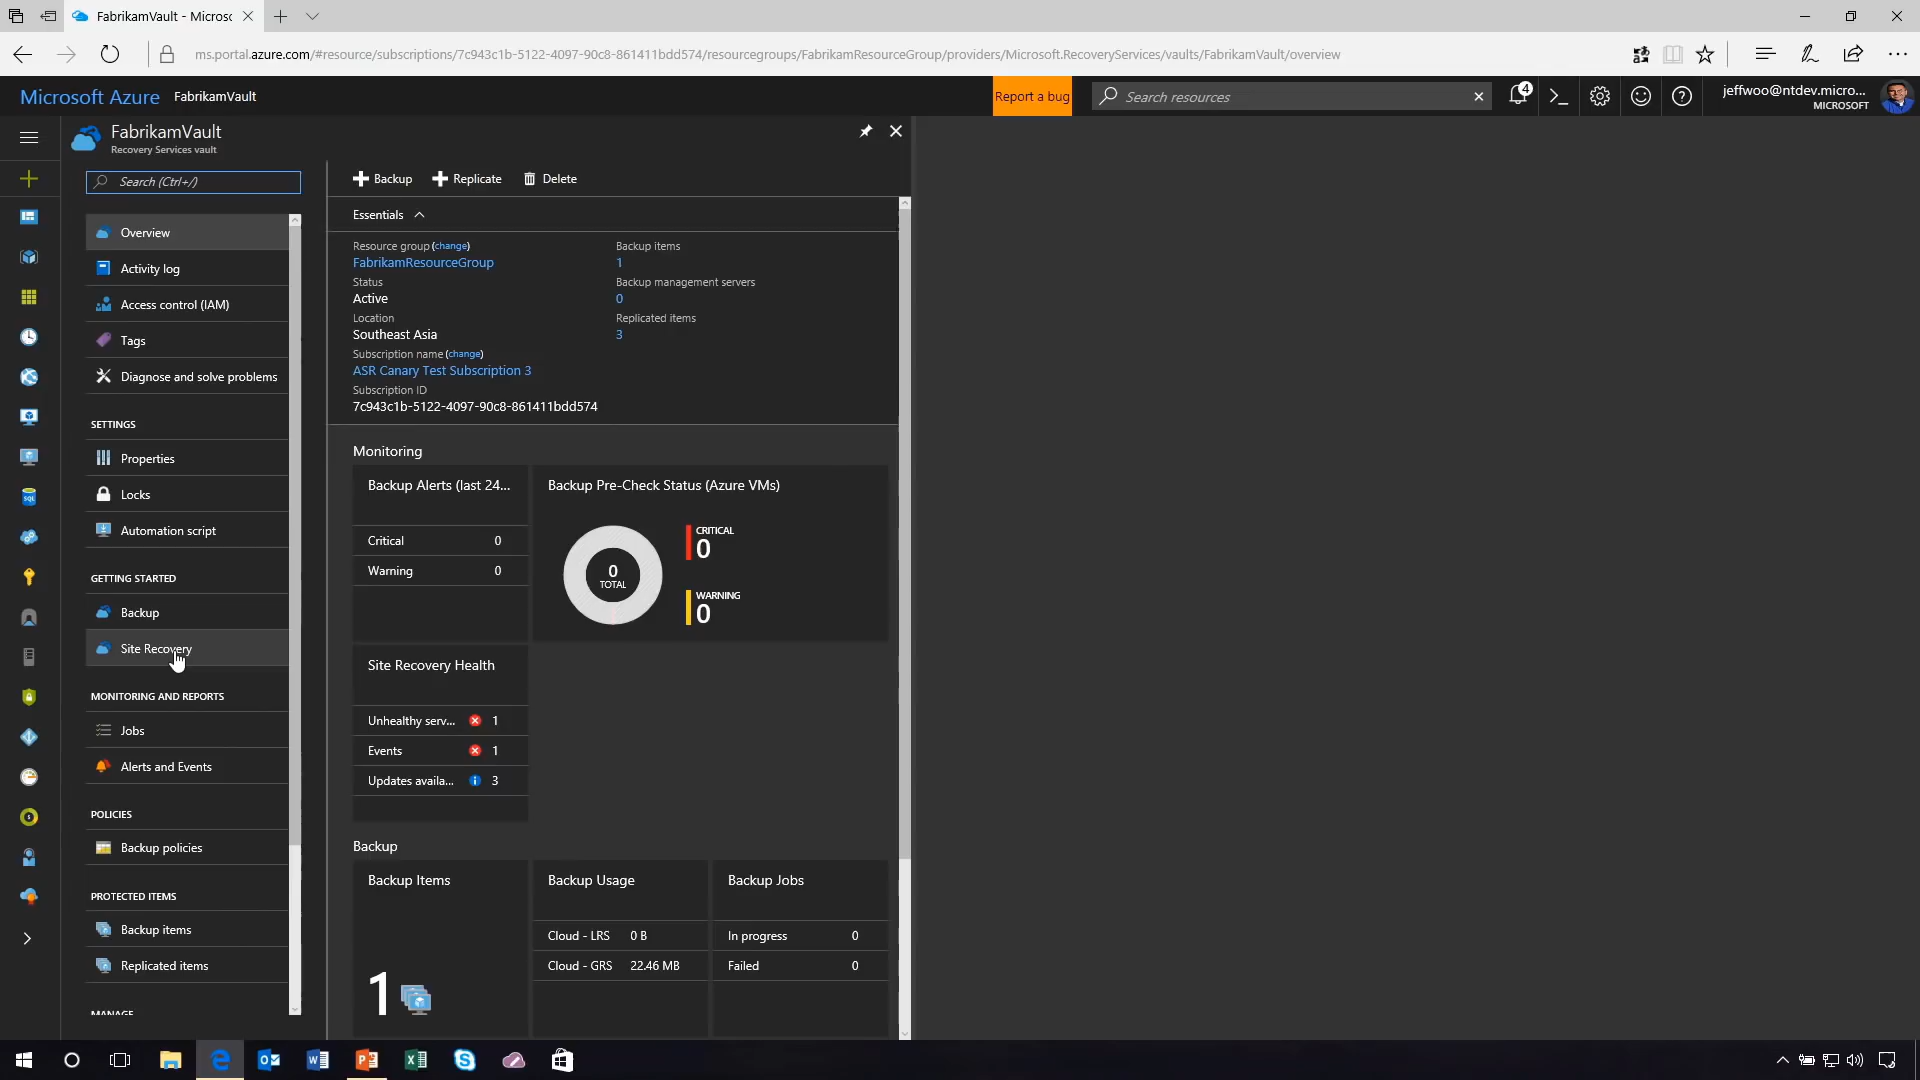 FabrikamVault - Microsc
ms.portal.azure.com/#resource/subscriptions/7c943c1b-5122-4097-90c8-861411bdd574/resourcegroups/FabrikamResourceGroup/providers/Microsoft.RecoveryServices/vaults/FabrikamVault/overview
Microsoft Azure FabrikamVault
Report a bug
Search resources
4
jeffwoo@ntdev.micro...
MICROSOFT
FabrikamVault
Recovery Services vault
Search (Ctrl+/)
Overview
Activity log
Access control (IAM)
Tags
Diagnose and solve problems
SETTINGS
Properties
Locks
Automation script
GETTING STARTED
Backup
Site Recovery
MONITORING AND REPORTS
Jobs
Alerts and Events
POLICIES
Backup policies
PROTECTED ITEMS
Backup items
Replicated items
MANAGE
Backup Replicate Delete
Essentials
Resource group (change)
FabrikamResourceGroup
Status
Active
Location
Southeast Asia
Subscription name (change)
ASR Canary Test Subscription 3
Subscription ID
7c943c1b-5122-4097-90c8-861411bdd574
Backup items
1
Backup management servers
0
Replicated items
3
Monitoring
Backup Alerts (last 24...
Critical 0
Warning 0
Backup Pre-Check Status (Azure VMs)
0
TOTAL
CRITICAL
0
WARNING
0
Site Recovery Health
Unhealthy serv... 1
Events 1
Updates availa... 3
Backup
Backup Items
1
Backup Usage
Cloud - LRS 0 B
Cloud - GRS 22.46 MB
Backup Jobs
In progress 0
Failed 0